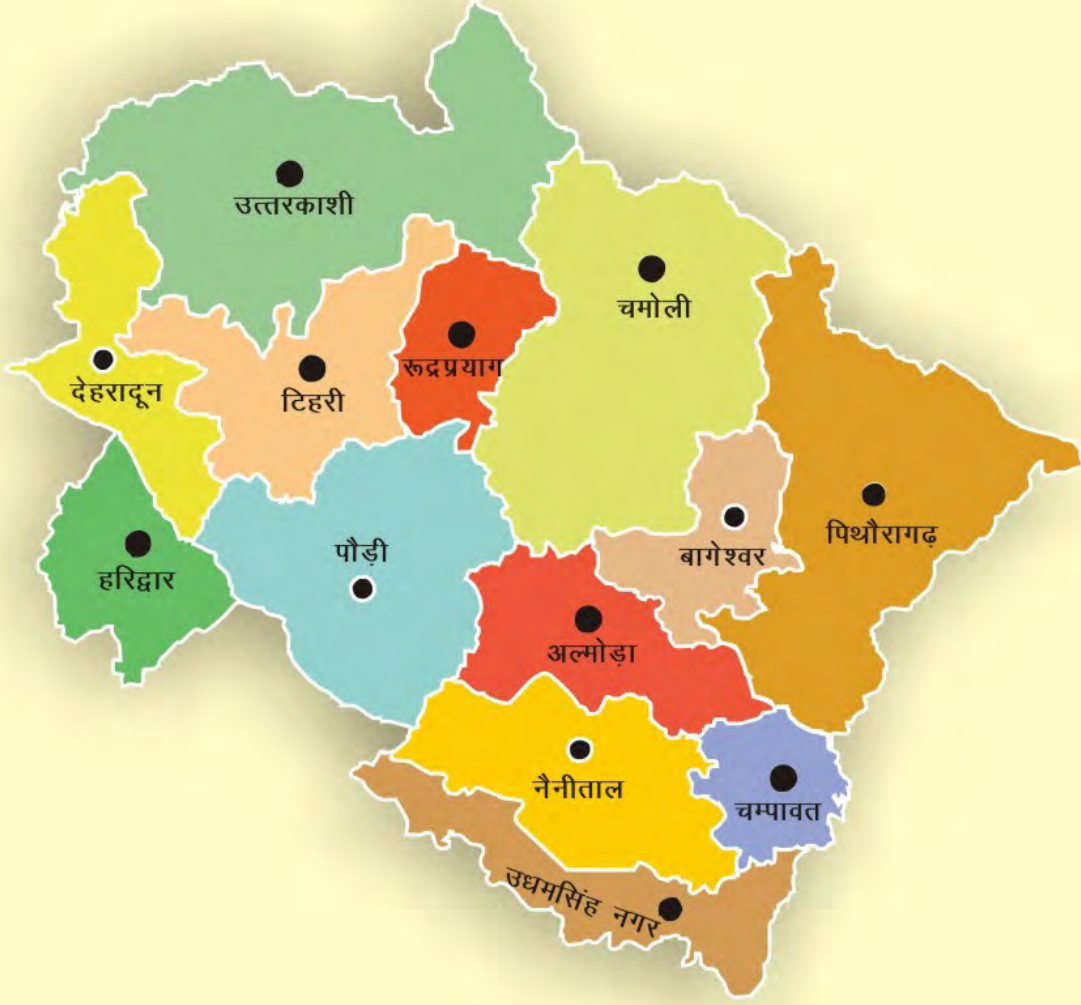 उत्तरकाशी
चमोली
रूद्रप्रयाग
देहरादून
टिहरी
पिथौरागढ़
पौड़ी
बागेश्वर
हरिद्वार
अल्मोड़ा
नैनीताल
चम्पावत
उधमसिंह नगर